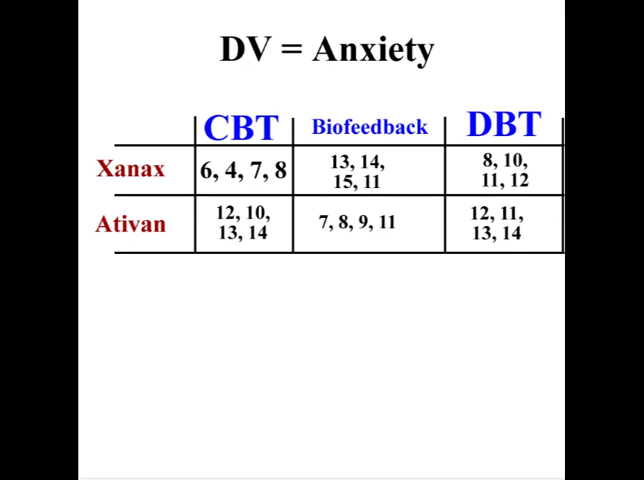 DV = Anxiety
CBT Biofeedback DBT
Xanax 6, 4, 7, 8 13, 14, 8, 10,
15, 11 11, 12
Ativan 12, 10, 7, 8, 9, 11 12, 11,
13, 14 13, 14